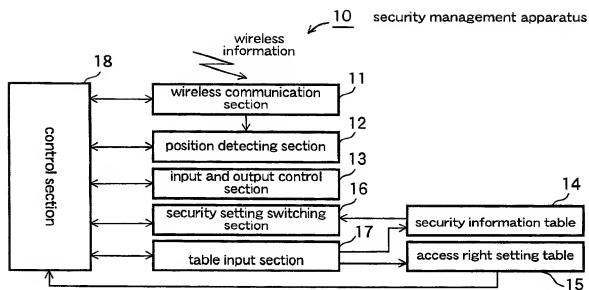 10 security management apparatus
wireless
information
18
11
wireless communication
section
12
position detecting section
13
input and output control
section
16
security setting switching
section
14
security information table
17
table input section
access right setting table
15
control section